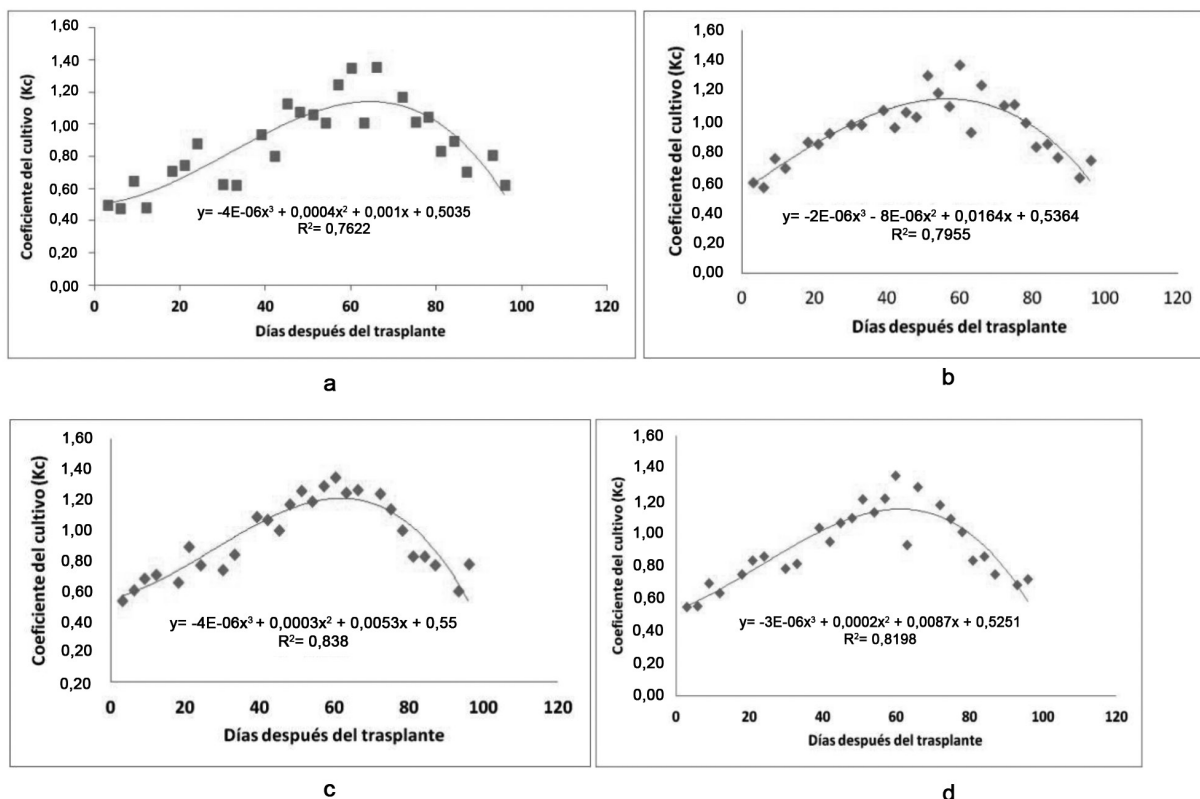 1,60
1,40
1,20
1,00
0,80
0,60
0,40
0,20
0,00
Coeficiente del cultivo (Kc)
y= -4E-06x³ + 0,0004x² + 0,001x + 0,5035
R²= 0,7622
0 20 40 60 80 100 120
Días después del trasplante
a
1,60
1,40
1,20
1,00
0,80
0,60
0,40
0,20
0,00
Coeficiente del cultivo (Kc)
y= -2E-06x³ - 8E-06x² + 0,0164x + 0,5364
R²= 0,7955
0 20 40 60 80 100 120
Días después del trasplante
b
1,60
1,40
1,20
1,00
0,80
0,60
0,40
0,20
0,20
Coeficiente del cultivo (Kc)
y= -4E-06x³ + 0,0003x² + 0,0053x + 0,55
R²= 0,838
0 20 40 60 80 100 120
Días después del trasplante
c
1,60
1,40
1,20
1,00
0,80
0,60
0,40
0,20
0,00
Coeficiente del cultivo (Kc)
y= -3E-06x³ + 0,0002x² + 0,0087x + 0,5251
R²= 0,8198
0 20 40 60 80 100 120
Días después del trasplante
d